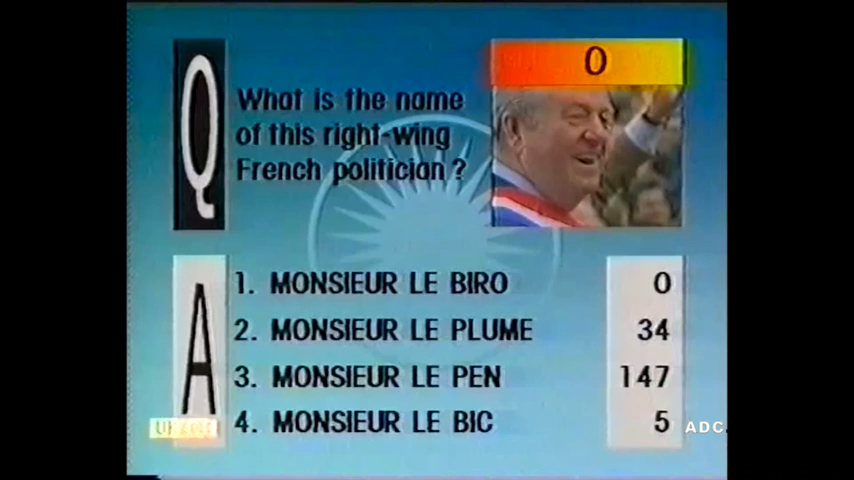 Q
0
What is the name
of this right-wing
French politician?
A
1. MONSIEUR LE BIRO 0
2. MONSIEUR LE PLUME 34
3. MONSIEUR LE PEN 147
4. MONSIEUR LE BIC 5
ADC